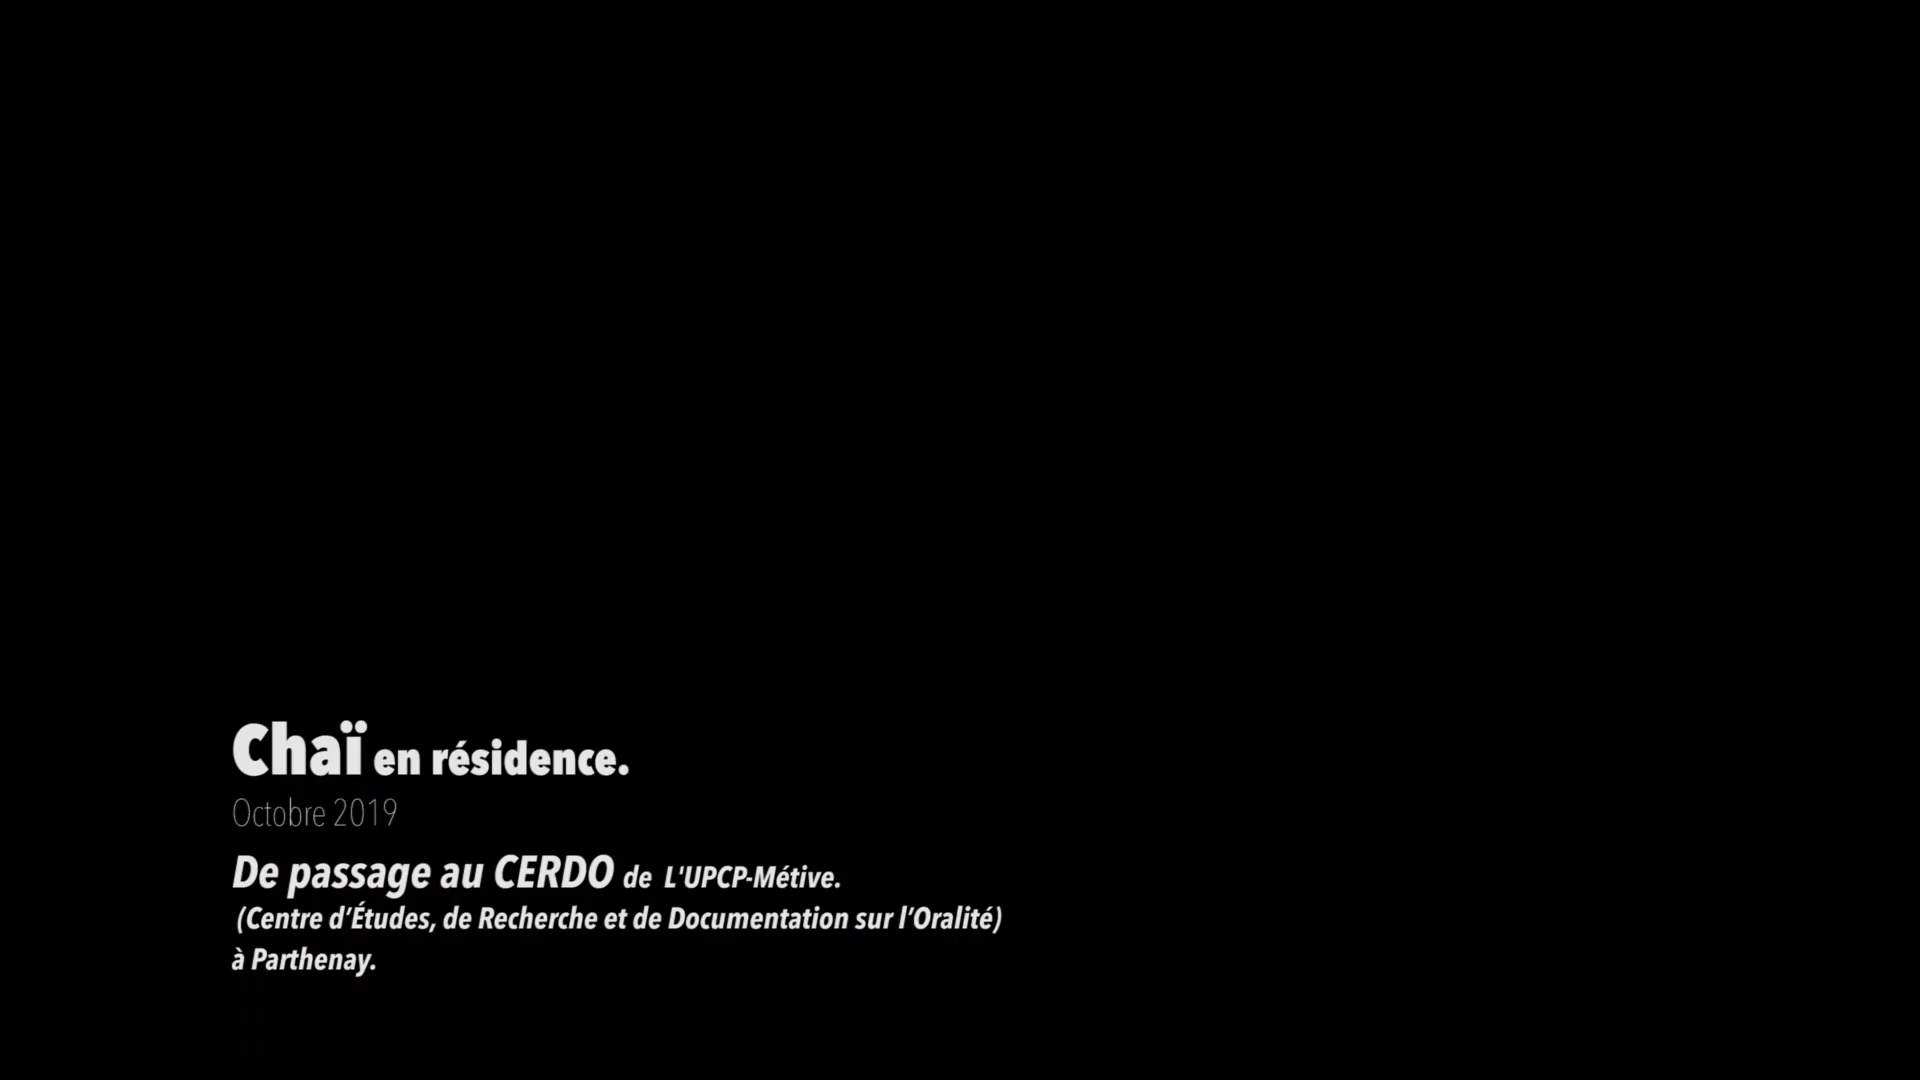 Chaï en résidence.
Octobre 2019
De passage au CERDO de L'UPCP-Métive.
(Centre d’Études, de Recherche et de Documentation sur l’Oralité)
à Parthenay.